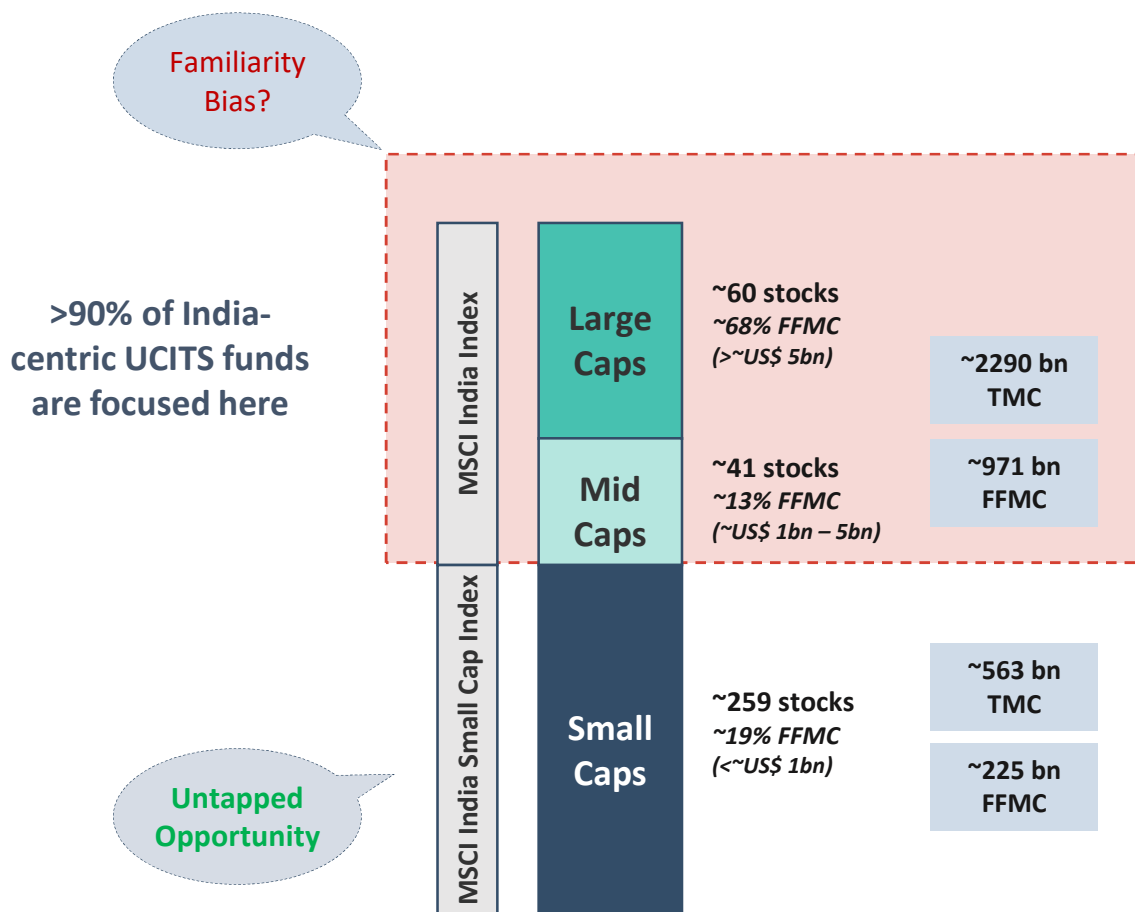 Familiarity
Bias?
>90% of India-
centric UCITS funds
are focused here
MSCI India Index
Large
Caps
~60 stocks
~68% FFMC
(>~US$ 5bn)
~2290 bn
TMC
Mid
Caps
~41 stocks
~13% FFMC
(~US$ 1bn – 5bn)
~971 bn
FFMC
MSCI India Small Cap Index
Small
Caps
~259 stocks
~19% FFMC
(<~US$ 1bn)
~563 bn
TMC
~225 bn
FFMC
Untapped
Opportunity